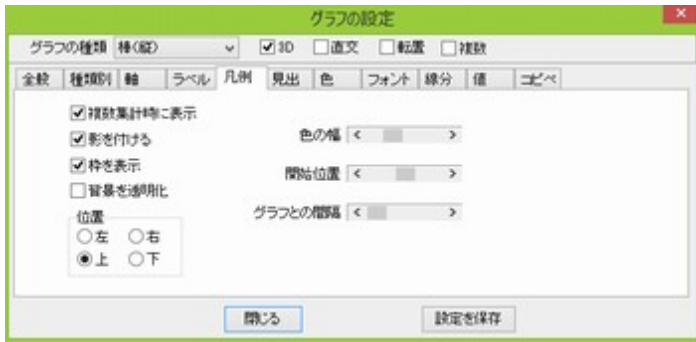 グラフの設定
グラフの種類 棒(縦) 3D 直交 転置 複数
全般 種類別 軸 ラベル 凡例 見出 色 フォント 線分 値 コピペ
複数集計時に表示
影を付ける
枠を表示
背景を透明化
位置
左 右
上 下
色の幅
開始位置
グラフとの間隔
閉じる 設定を保存